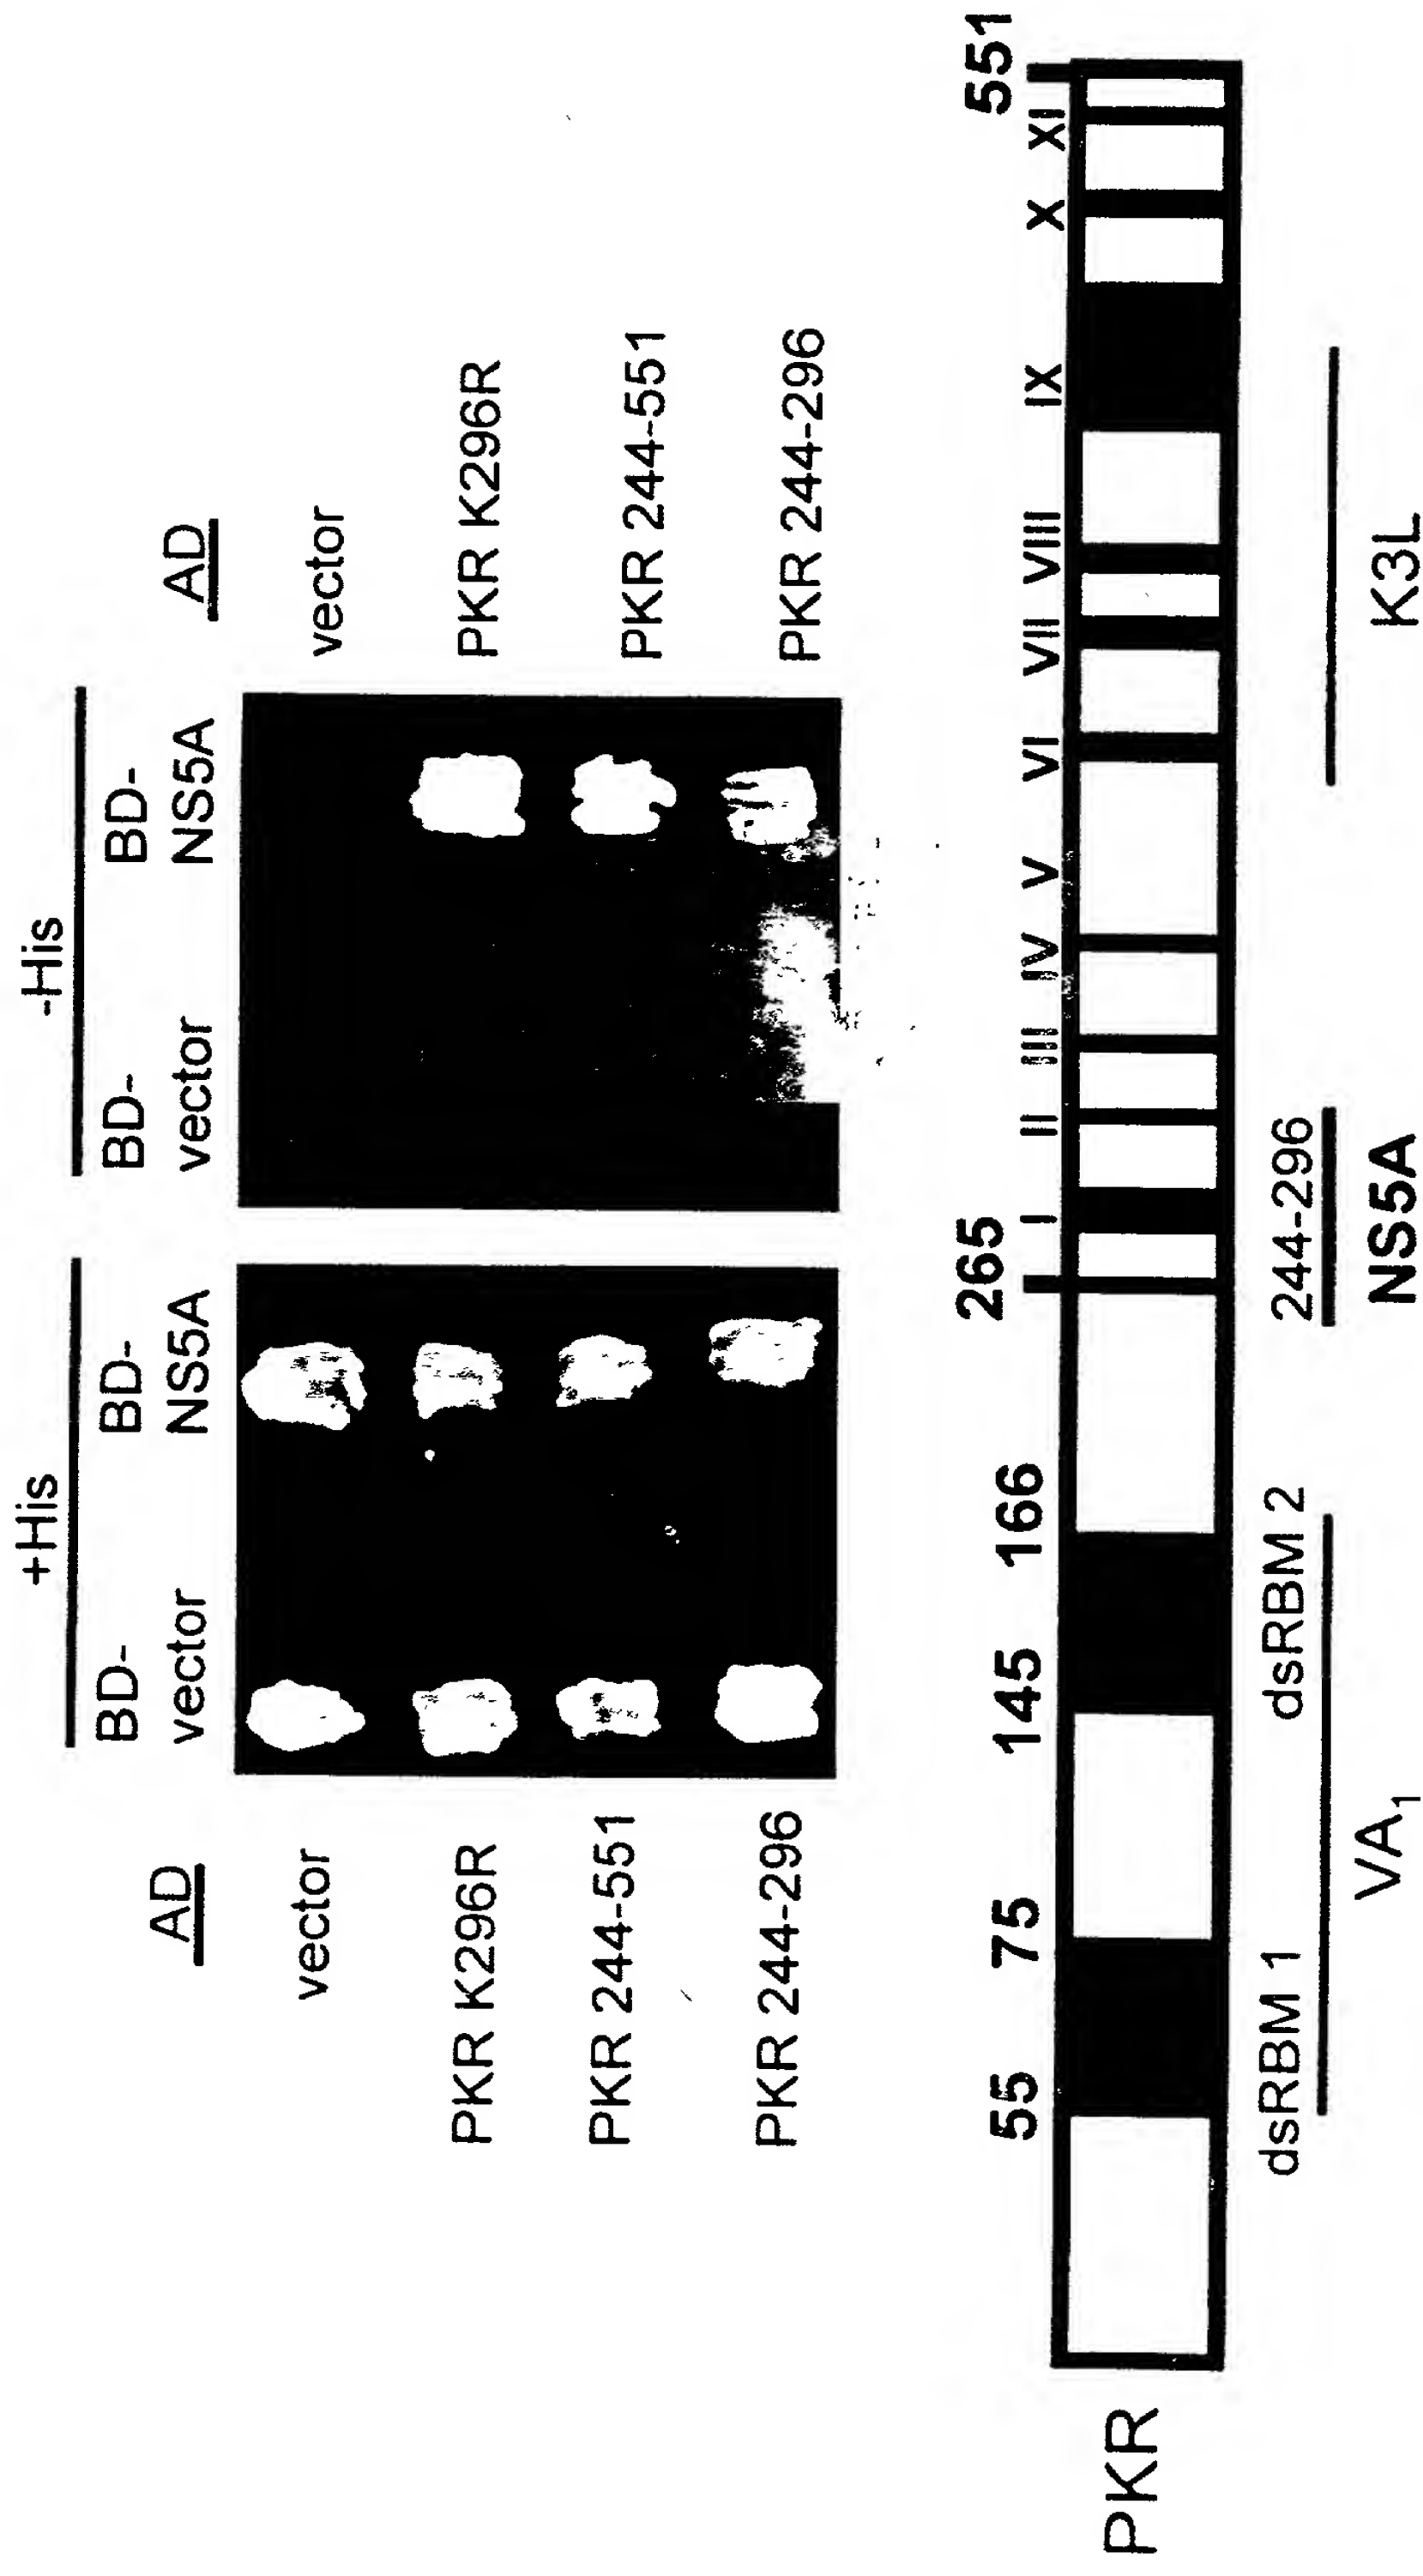 +His
-His
BD-
BD-
BD-
BD-
AD
vector
NS5A
vector
NS5A
AD
vector
vector
PKR K296R
PKR K296R
PKR 244-551
PKR 244-551
PKR 244-296
PKR 244-296
55
75
145
166
265
551
I
II
III
IV
V
VI
VII
VIII
IX
X
XI
PKR
dsRBM 1
dsRBM 2
244-296
VA₁
NS5A
K3L